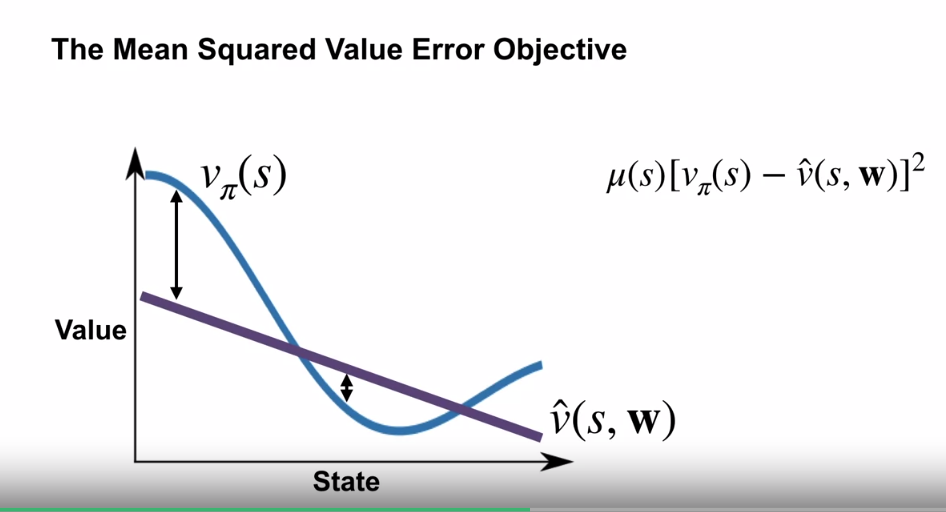 The Mean Squared Value Error Objective
vπ(s)
μ(s)[vπ(s) − v̂(s, w)]²
Value
v̂(s, w)
State